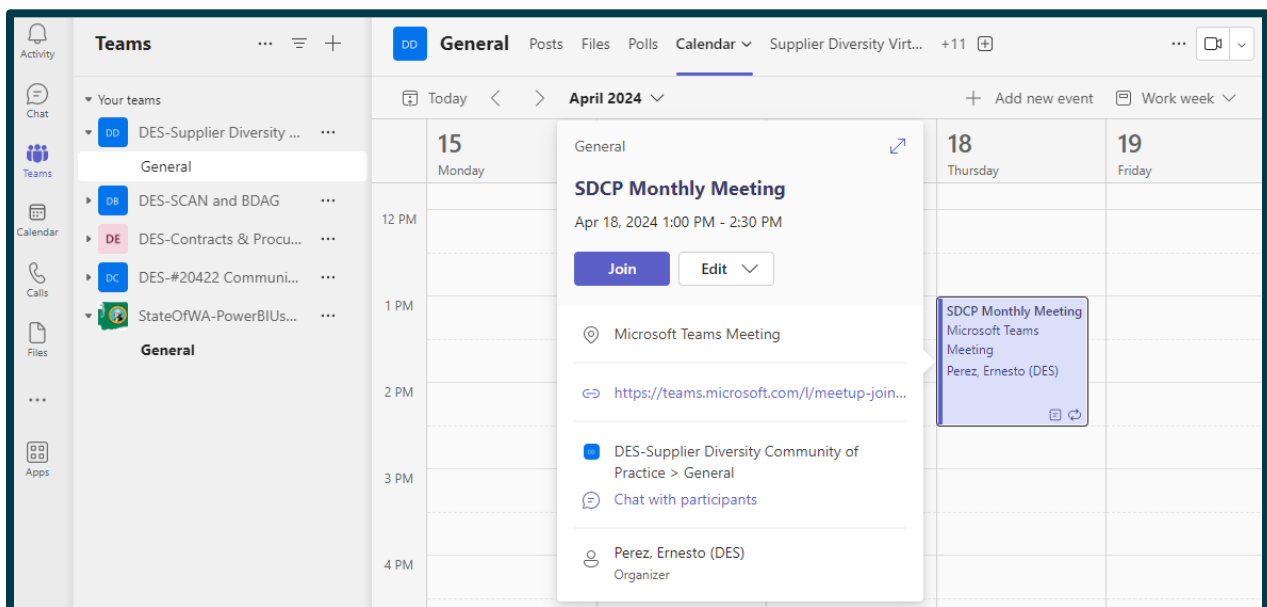 Activity
Chat
Teams
Calendar
Calls
Files
...
Apps
Teams
...
Your teams
DD DES-Supplier Diversity ... ...
General
DB DES-SCAN and BDAG ...
DE DES-Contracts & Procu... ...
DC DES-#20422 Communi... ...
StateOfWA-PowerBIUs... ...
General
DD General Posts Files Polls Calendar Supplier Diversity Virt... +11 ...
Today April 2024 + Add new event Work week
15
Monday
18
Thursday
19
Friday
12 PM
1 PM
2 PM
3 PM
4 PM
General
SDCP Monthly Meeting
Apr 18, 2024 1:00 PM - 2:30 PM
Join Edit
Microsoft Teams Meeting
https://teams.microsoft.com/l/meetup-join...
DES-Supplier Diversity Community of
Practice > General
Chat with participants
Perez, Ernesto (DES)
Organizer
SDCP Monthly Meeting
Microsoft Teams
Meeting
Perez, Ernesto (DES)